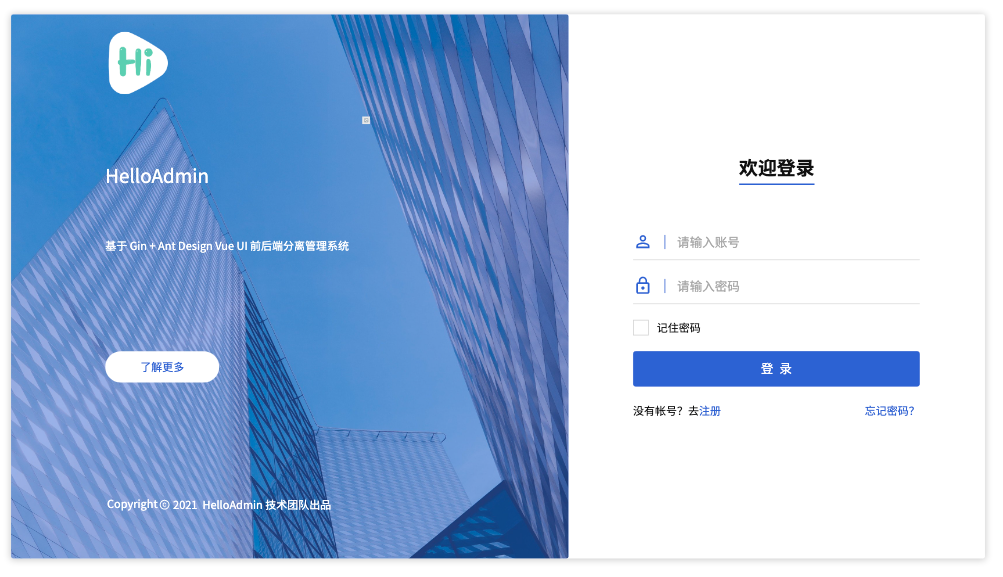 Hi
HelloAdmin
基于 Gin + Ant Design Vue UI 前后端分离管理系统
了解更多
Copyright © 2021 HelloAdmin 技术团队出品
欢迎登录
请输入账号
请输入密码
记住密码
登 录
没有帐号？去注册
忘记密码？